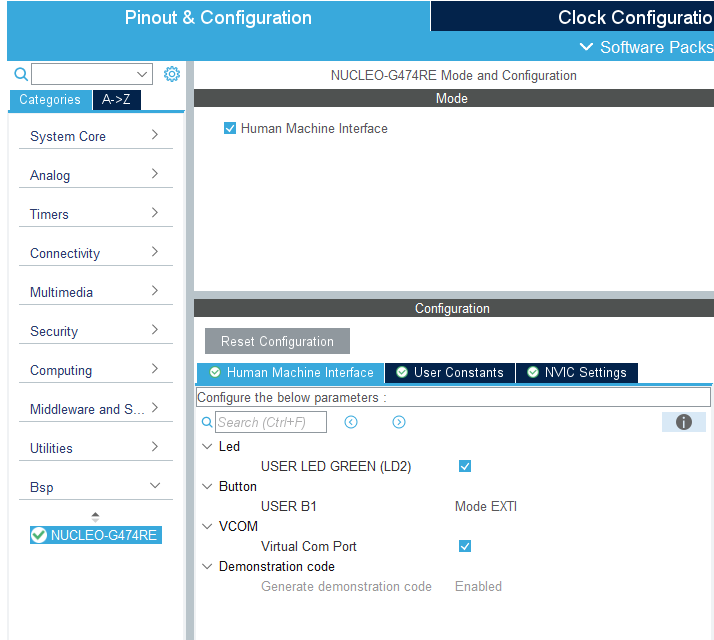 Pinout & Configuration
Clock Configuratio
Software Packs
Categories
A->Z
System Core
Analog
Timers
Connectivity
Multimedia
Security
Computing
Middleware and S...
Utilities
Bsp
NUCLEO-G474RE
NUCLEO-G474RE Mode and Configuration
Mode
Human Machine Interface
Configuration
Reset Configuration
Human Machine Interface
User Constants
NVIC Settings
Configure the below parameters :
Search (Ctrl+F)
Led
USER LED GREEN (LD2)
Button
USER B1 Mode EXTI
VCOM
Virtual Com Port
Demonstration code
Generate demonstration code Enabled